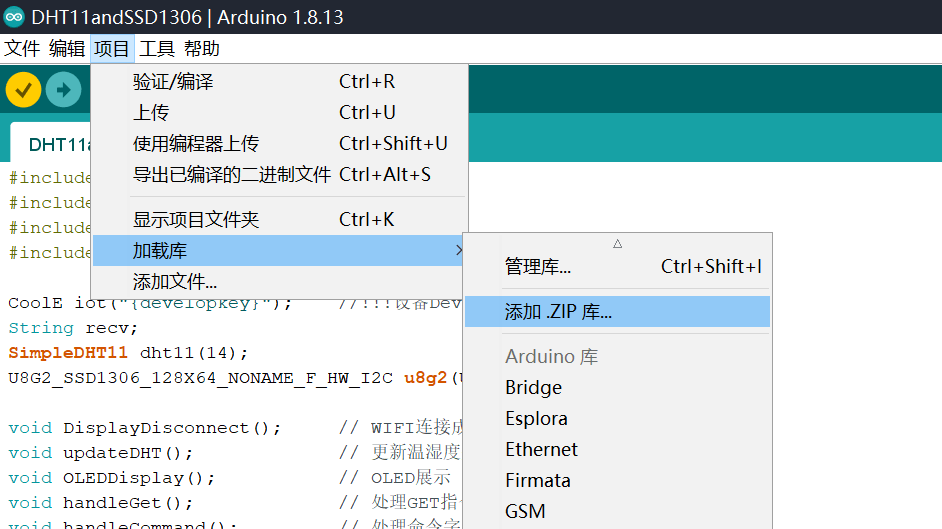 DHT11andSSD1306 | Arduino 1.8.13
文件 编辑 项目 工具 帮助
验证/编译 Ctrl+R
上传 Ctrl+U
使用编程器上传 Ctrl+Shift+U
导出已编译的二进制文件 Ctrl+Alt+S
显示项目文件夹 Ctrl+K
加载库
添加文件...
管理库... Ctrl+Shift+I
添加 .ZIP 库...
Arduino 库
Bridge
Esplora
Ethernet
Firmata
GSM
DHT11a
#include
#include
#include
#include
CoolE iot("{developkey}"); //!!!设备Dev
String recv;
SimpleDHT11 dht11(14);
U8G2_SSD1306_128X64_NONAME_F_HW_I2C u8g2(U
void DisplayDisconnect(); // WIFI连接成
void updateDHT(); // 更新温湿度
void OLEDDisplay(); // OLED展示
void handleGet(); // 处理GET指令
void handleCommand(); // 处理命令字